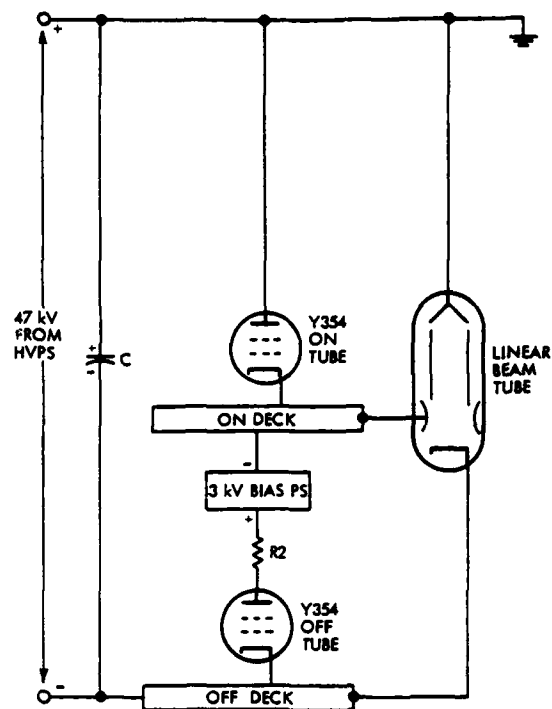 +
47 kV
FROM
HVPS
+
-
C
Y354
ON
TUBE
LINEAR
BEAM
TUBE
ON DECK
-
3 kV BIAS PS
+
R2
Y354
OFF
TUBE
-
OFF DECK